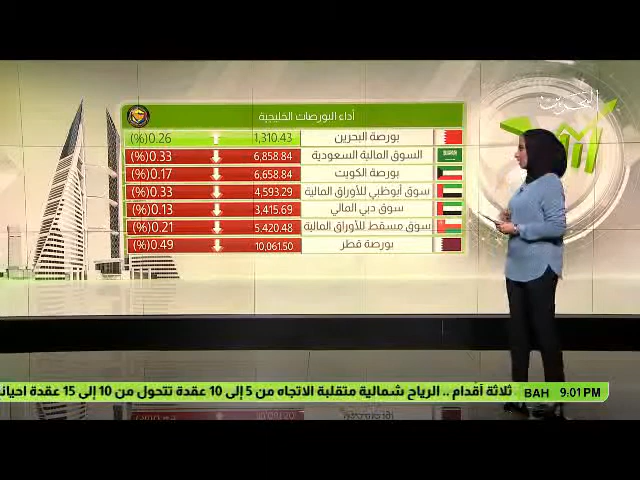 البحرين
أداء البورصات الخليجية
بورصة البحرين 1,310.43 (%)0.26
السوق المالية السعودية 6,858.84 (%)0.33
بورصة الكويت 6,658.84 (%)0.17
سوق أبوظبي للأوراق المالية 4,593.29 (%)0.33
سوق دبي المالي 3,415.69 (%)0.13
سوق مسقط للأوراق المالية 5,420.48 (%)0.21
بورصة قطر 10,061.50 (%)0.49
BAH 9:01 PM
ثلاثة أقدام .. الرياح شمالية متقلبة الاتجاه من 5 إلى 10 عقدة تتحول من 10 إلى 15 عقدة احيانا